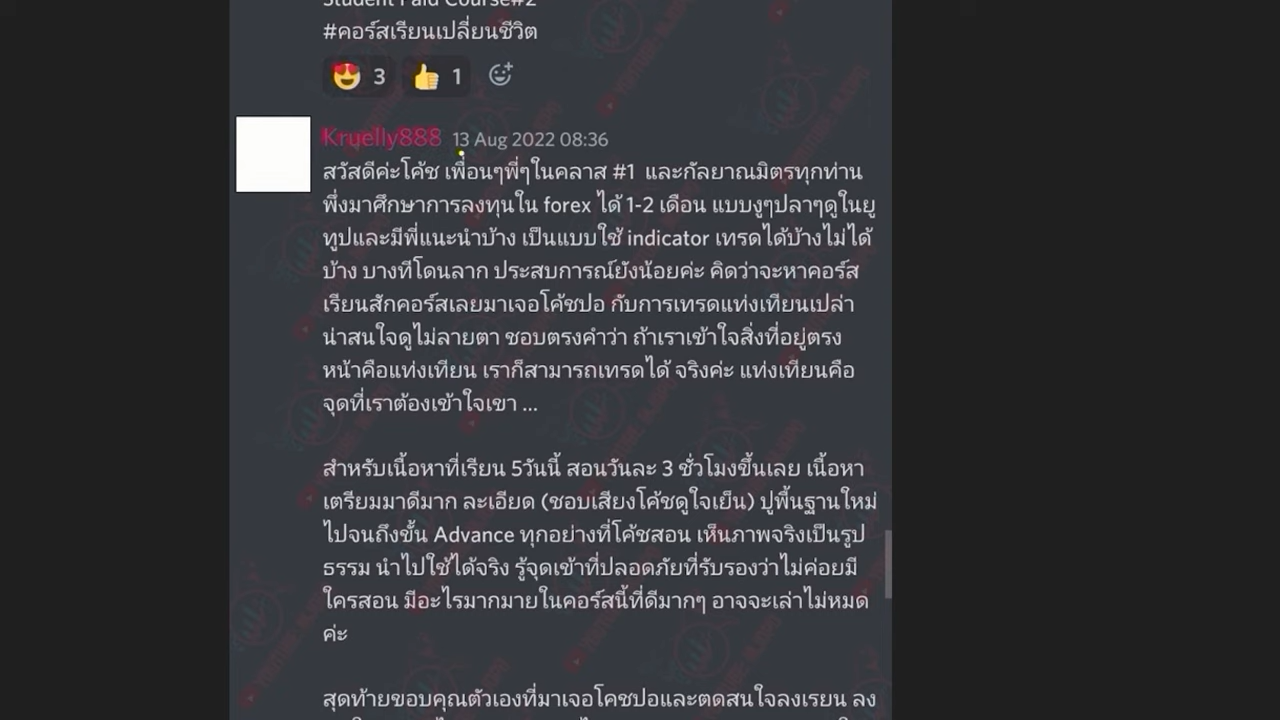 Student Paid Course#2
#คอร์สเรียนเปลี่ยนชีวิต
3 1
Kruelly888 13 Aug 2022 08:36
สวัสดีค่ะโค้ช เพื่อนๆพี่ๆในคลาส #1 และกัลยาณมิตรทุกท่าน
พึ่งมาศึกษาการลงทุนใน forex ได้ 1-2 เดือน แบบงูๆปลาๆดูในยู
ทูปและมีพี่แนะนำบ้าง เป็นแบบใช้ indicator เทรดได้บ้างไม่ได้
บ้าง บางทีโดนลาก ประสบการณ์ยังน้อยค่ะ คิดว่าจะหาคอร์ส
เรียนสักคอร์สเลยมาเจอโค้ชปอ กับการเทรดแท่งเทียนเปล่า
น่าสนใจดูไม่ลายตา ชอบตรงคำว่า ถ้าเราเข้าใจสิ่งที่อยู่ตรง
หน้าคือแท่งเทียน เราก็สามารถเทรดได้ จริงค่ะ แท่งเทียนคือ
จุดที่เราต้องเข้าใจเขา ...
สำหรับเนื้อหาที่เรียน 5วันนี้ สอนวันละ 3 ชั่วโมงขึ้นเลย เนื้อหา
เตรียมมาดีมาก ละเอียด (ชอบเสียงโค้ชดูใจเย็น) ปูพื้นฐานใหม่
ไปจนถึงขั้น Advance ทุกอย่างที่โค้ชสอน เห็นภาพจริงเป็นรูป
ธรรม นำไปใช้ได้จริง รู้จุดเข้าที่ปลอดภัยที่รับรองว่าไม่ค่อยมี
ใครสอน มีอะไรมากมายในคอร์สนี้ที่ดีมากๆ อาจจะเล่าไม่หมด
ค่ะ
สุดท้ายขอบคุณตัวเองที่มาเจอโคชปอและตดสนใจลงเรยน ลง